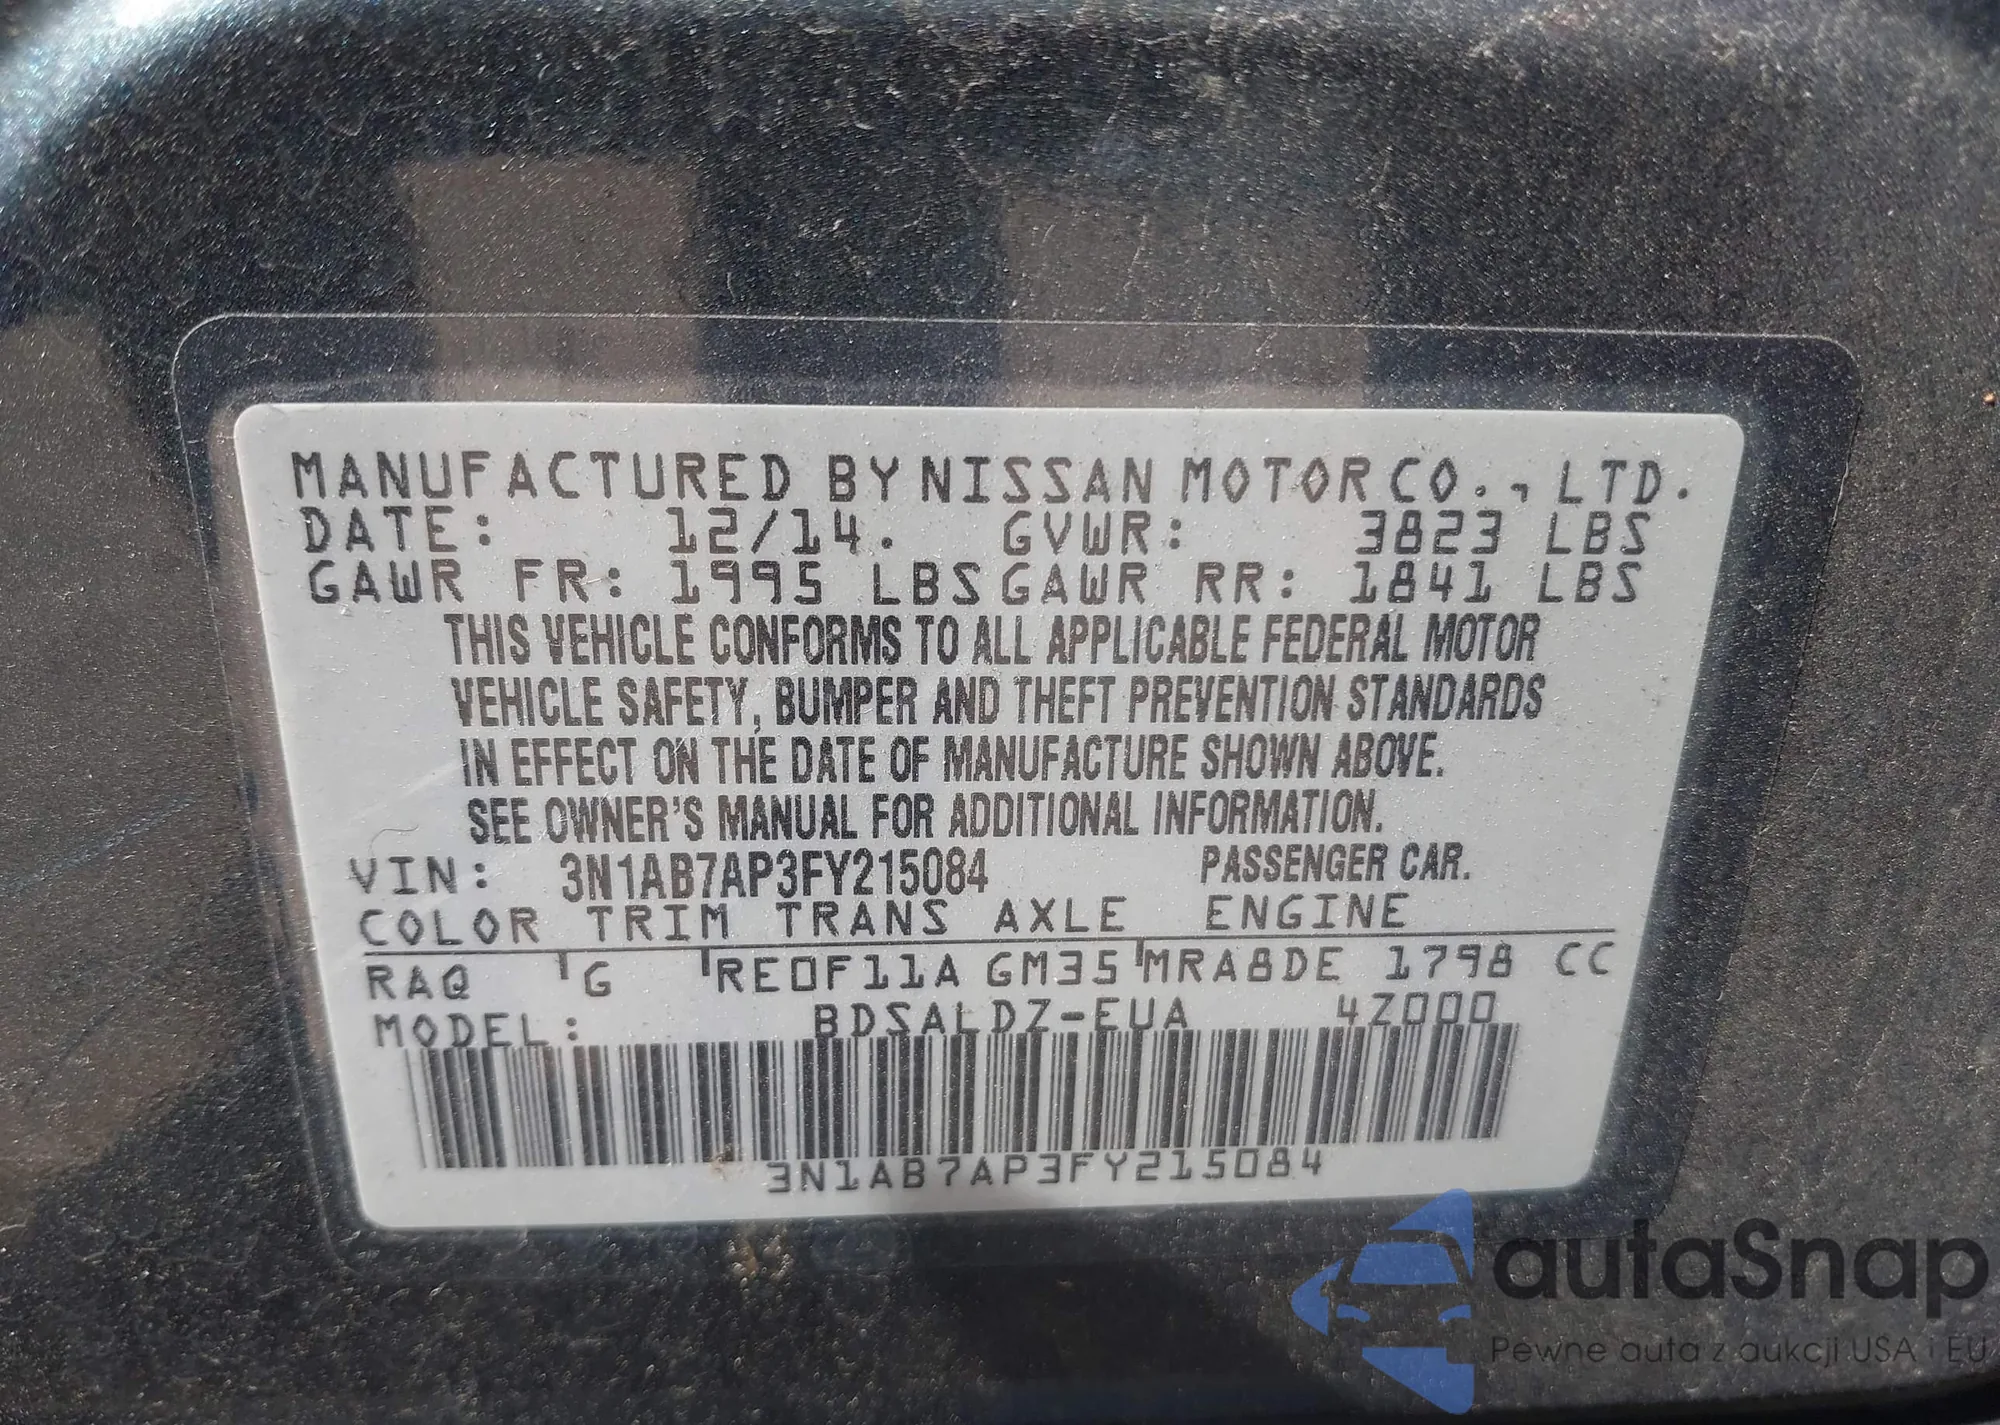 MANUFACTURED BY NISSAN MOTOR CO., LTD.
DATE: 12/14. GVWR: 3823 LBS
GAWR FR: 1995 LBS GAWR RR: 1841 LBS
THIS VEHICLE CONFORMS TO ALL APPLICABLE FEDERAL MOTOR
VEHICLE SAFETY, BUMPER AND THEFT PREVENTION STANDARDS
IN EFFECT ON THE DATE OF MANUFACTURE SHOWN ABOVE.
SEE OWNER'S MANUAL FOR ADDITIONAL INFORMATION.
VIN: 3N1AB7AP3FY215084 PASSENGER CAR.
COLOR TRIM TRANS AXLE ENGINE
RAQ G RE0F11A GM35 MRA8DE 1798 CC
MODEL: BDSALDZ-EUA 4Z000
3N1AB7AP3FY215084
autaSnap
Pewne auta z aukcji USA i EU